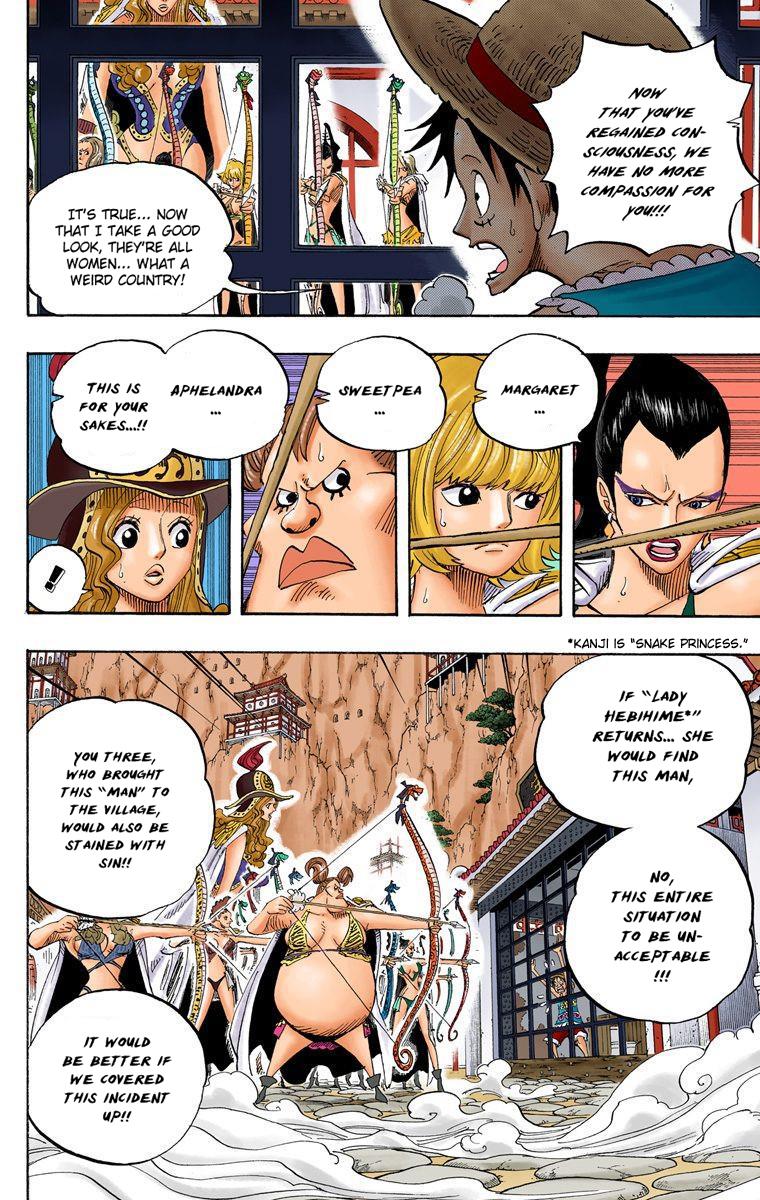 NOW
THAT YOU'VE
REGAINED CON-
SCIOUSNESS, WE
HAVE NO MORE
COMPASSION FOR
YOU!!!
IT'S TRUE... NOW
THAT I TAKE A GOOD
LOOK, THEY'RE ALL
WOMEN... WHAT A
WEIRD COUNTRY!
MARGARET
...
SWEETPEA
...
APHELANDRA
...
THIS IS
FOR YOUR
SAKES...!!
!
*KANJI IS "SNAKE PRINCESS."
IF "LADY
HEBIHIME*"
RETURNS... SHE
WOULD FIND
THIS MAN,
NO,
THIS ENTIRE
SITUATION
TO BE UN-
ACCEPTABLE
!!!
YOU THREE,
WHO BROUGHT
THIS "MAN" TO
THE VILLAGE,
WOULD ALSO BE
STAINED WITH
SIN!!
IT WOULD
BE BETTER IF
WE COVERED
THIS INCIDENT
UP!!